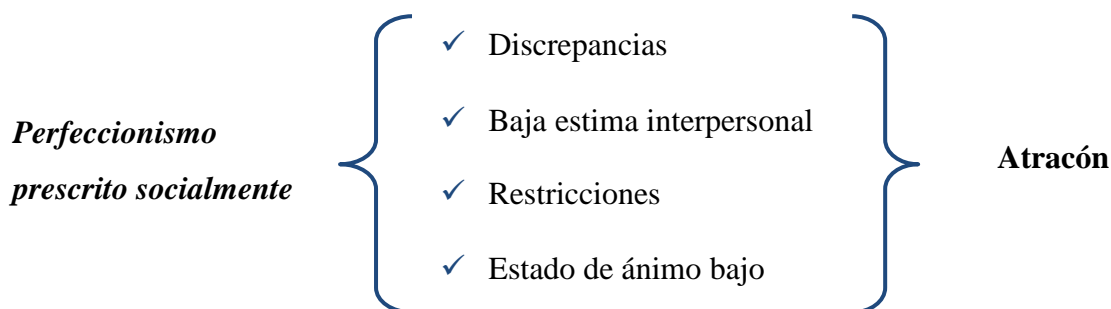 Perfeccionismo
prescrito socialmente
✓ Discrepancias
✓ Baja estima interpersonal
✓ Restricciones
✓ Estado de ánimo bajo
Atracón